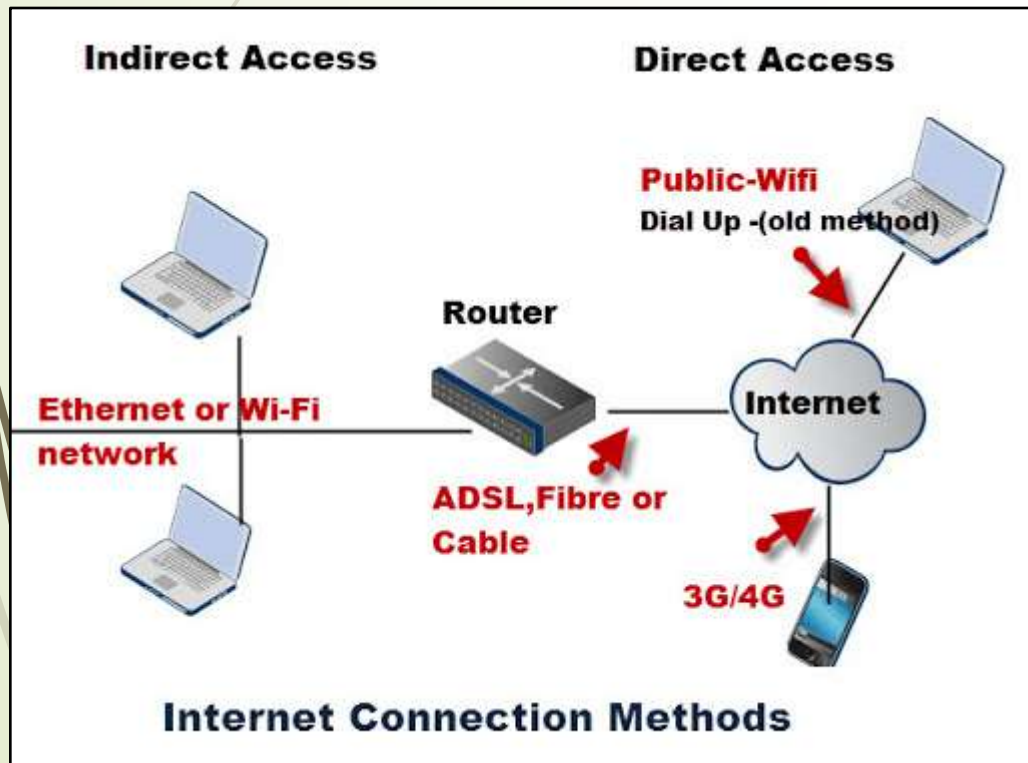 Indirect Access
Direct Access
Public-Wifi
Dial Up -(old method)
Router
Internet
Ethernet or Wi-Fi
network
ADSL,Fibre or
Cable
3G/4G
Internet Connection Methods